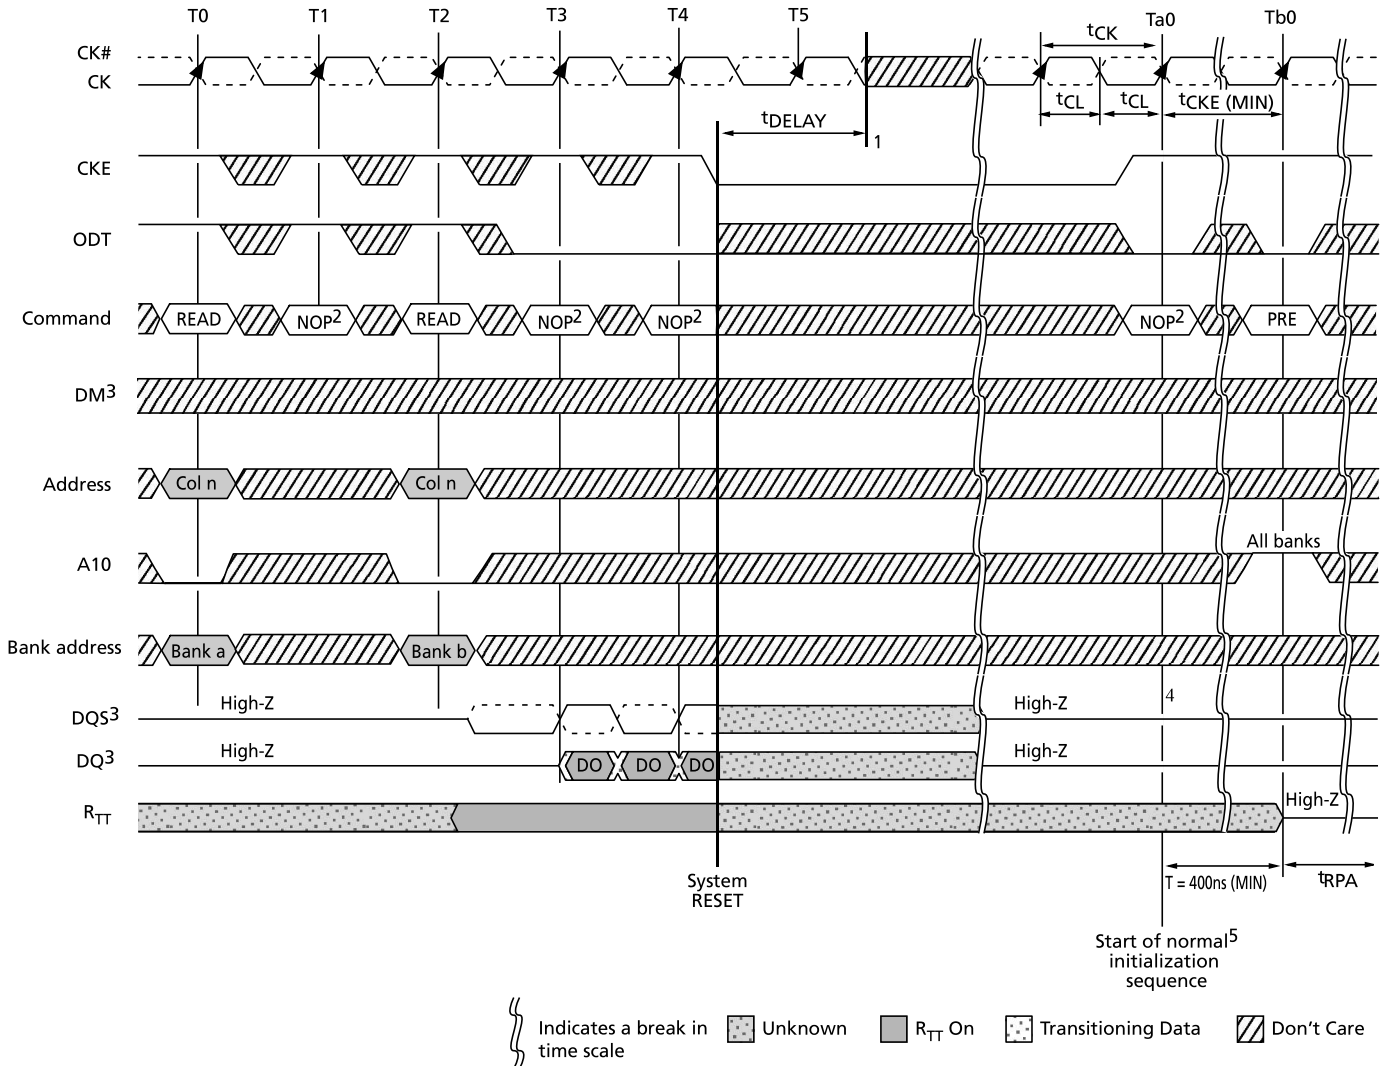 T0 T1 T2 T3 T4 T5 Ta0 Tb0
CK#
CK
tCK
tCL tCL tCKE (MIN)
tDELAY
1
CKE
ODT
Command READ NOP2 READ NOP2 NOP2 NOP2 PRE
DM3
Address Col n Col n
All banks
A10
Bank address Bank a Bank b
4
DQS3 High-Z High-Z
DQ3 High-Z DO DO DO High-Z
RTT High-Z
System
RESET
T = 400ns (MIN) tRPA
Start of normal5
initialization
sequence
Indicates a break in
time scale
Unknown RTT On Transitioning Data Don't Care